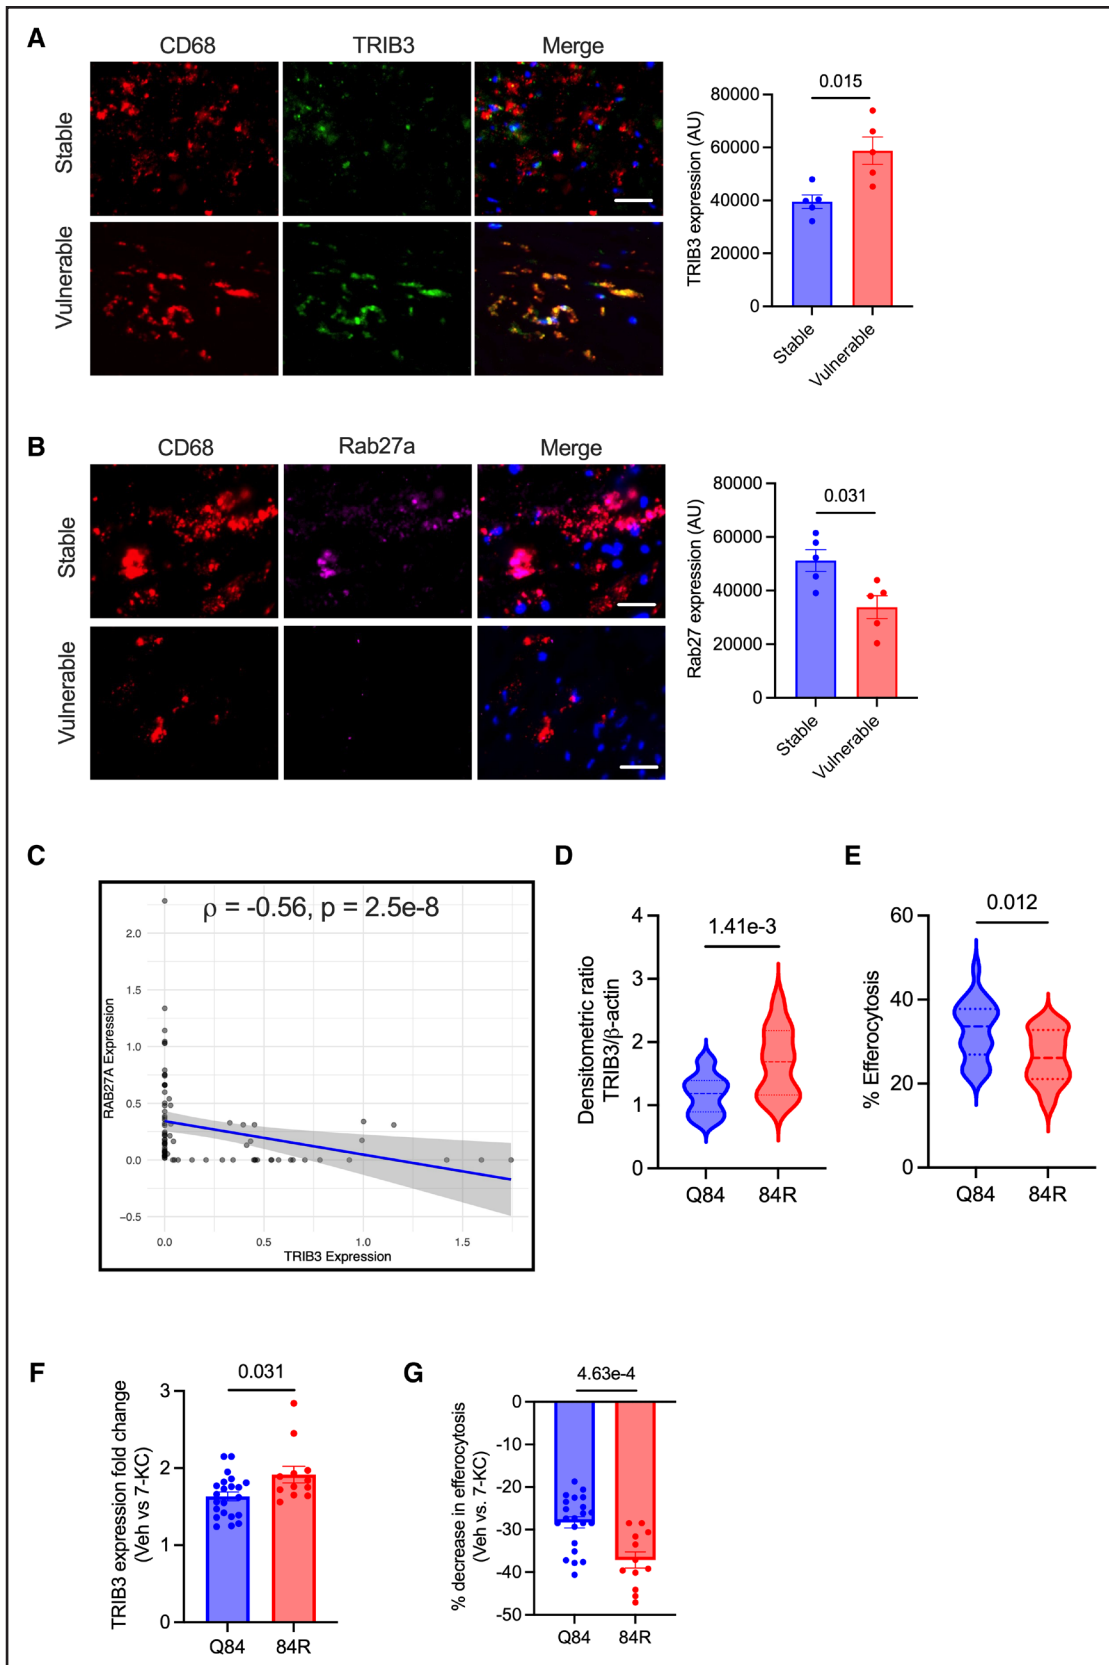 A
CD68
TRIB3
Merge
Stable
Vulnerable
TRIB3 expression (AU)
80000
60000
40000
20000
0
0.015
Stable
Vulnerable
B
CD68
Rab27a
Merge
Stable
Vulnerable
Rab27 expression (AU)
80000
60000
40000
20000
0
0.031
Stable
Vulnerable
C
ρ = -0.56, p = 2.5e-8
RAB27A Expression
2.0
1.5
1.0
0.5
0.0
−0.5
0.0
0.5
1.0
1.5
TRIB3 Expression
D
Densitometric ratio
TRIB3/β-actin
4
3
2
1
0
1.41e-3
Q84
84R
E
% Efferocytosis
60
40
20
0
0.012
Q84
84R
F
TRIB3 expression fold change
(Veh vs 7-KC)
3
2
1
0
0.031
Q84
84R
G
% decrease in efferocytosis
(Veh vs. 7-KC)
4.63e-4
0
-10
-20
-30
-40
-50
Q84
84R